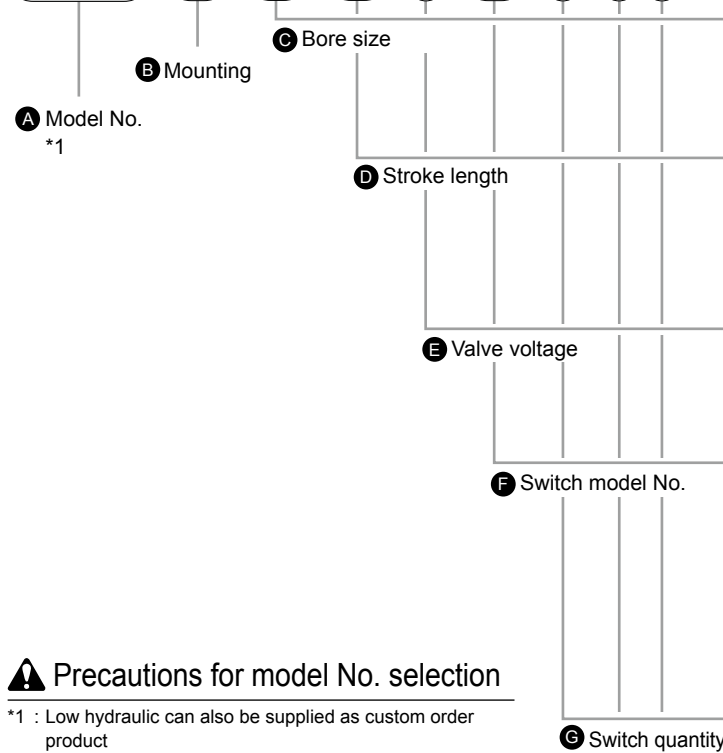 C Bore size
B Mounting
A Model No.
*1
D Stroke length
E Valve voltage
F Switch model No.
Precautions for model No. selection
*1 : Low hydraulic can also be supplied as custom order
product
G Switch quantity